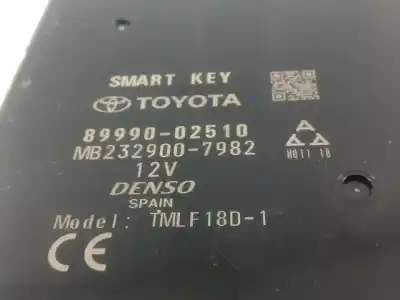 SMART KEY
TOYOTA
89990-02510
MB232900-7982
12V
DENSO
SPAIN
Model: TMLF18D-1
CE